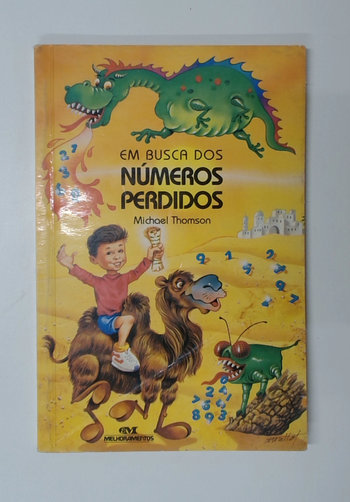 EM BUSCA DOS
NÚMEROS
PERDIDOS
Michael Thomson
MELHORAMENTOS